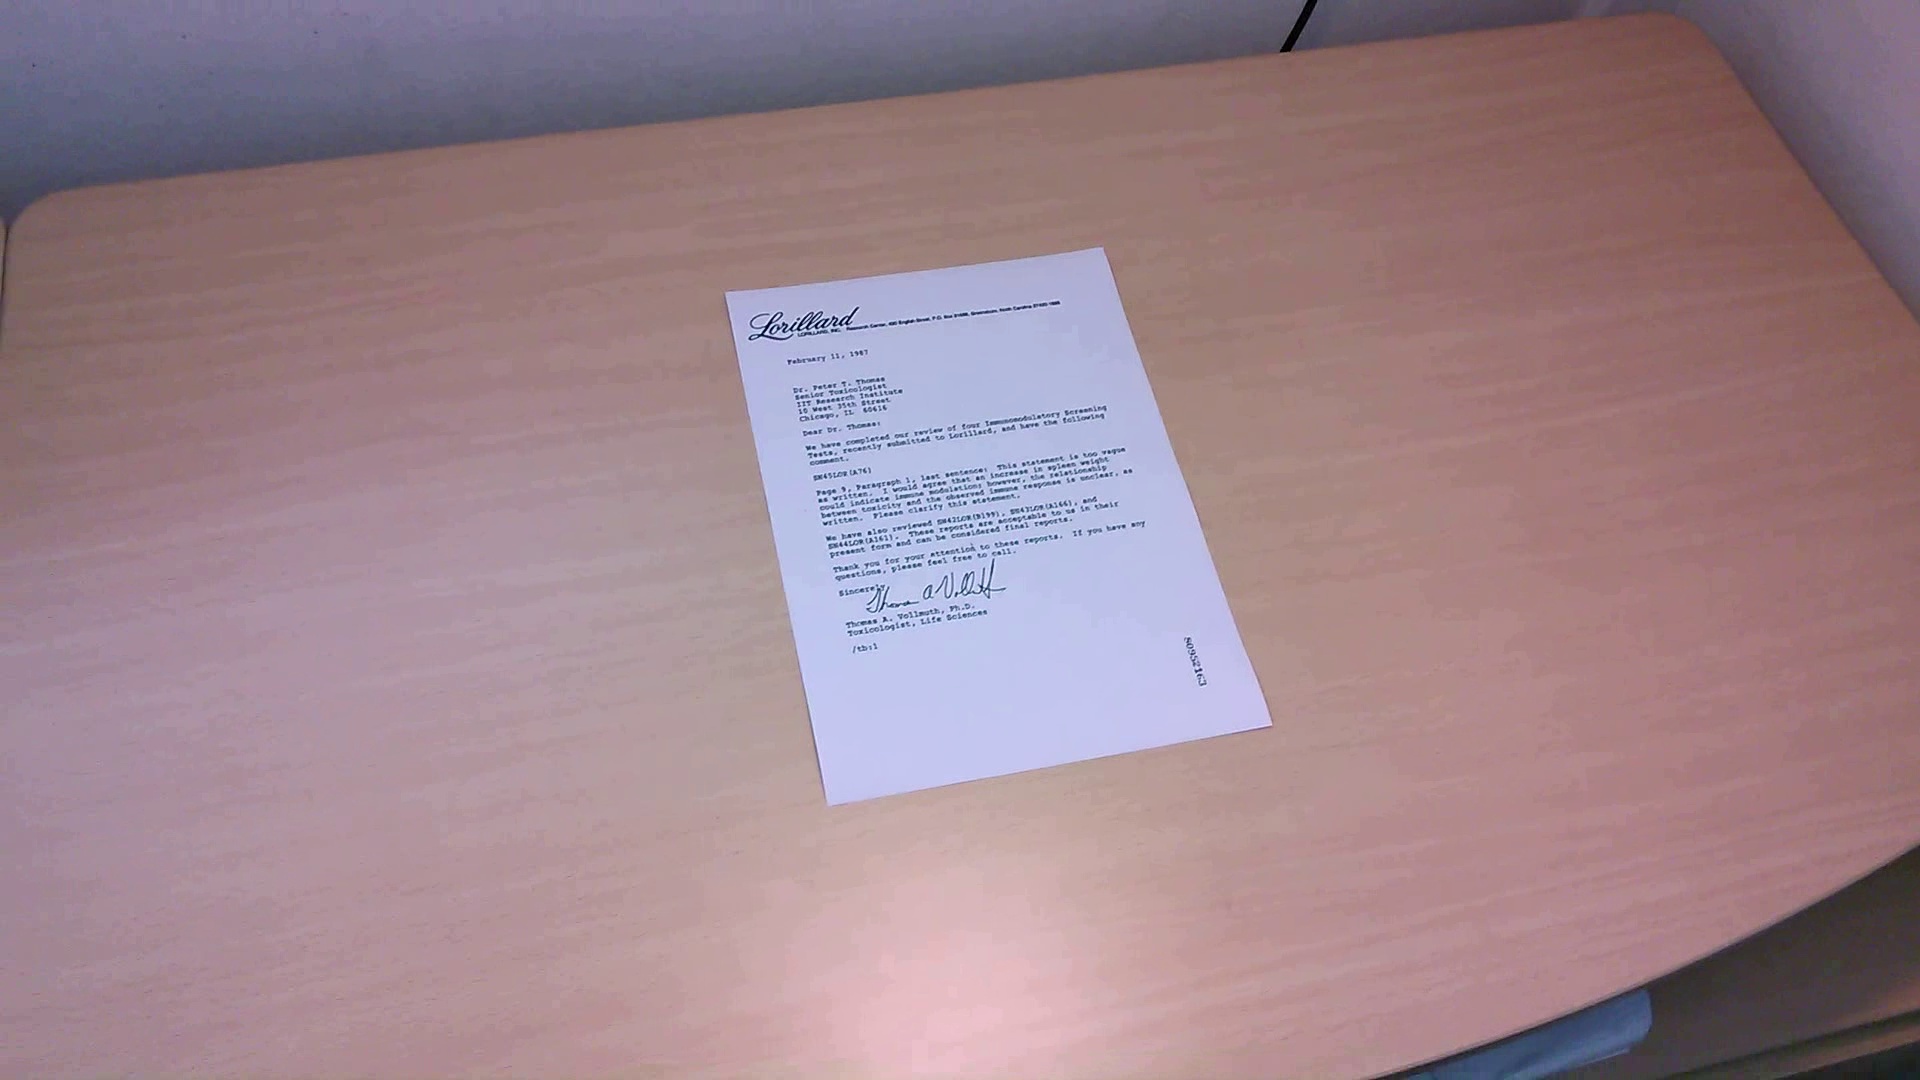 Lorillard
LORILLARD, INC. Research Center, 420 English Street, P.O. Box 21688, Greensboro, North Carolina 27420-1688
February 11, 1987
Dr. Peter T. Thomas
Senior Toxicologist
IIT Research Institute
10 West 35th Street
Chicago, IL 60616
Dear Dr. Thomas:
We have completed our review of four Immunomodulatory Screening
Tests, recently submitted to Lorillard, and have the following
comment.
SN45LOR(A76)
Page 9, Paragraph 1, last sentence: This statement is too vague
as written. I would agree that an increase in spleen weight
could indicate immune modulation; however, the relationship
between toxicity and the observed immune response is unclear, as
written. Please clarify this statement.
We have also reviewed SN42LOR(B199), SN43LOR(A166), and
SN44LOR(A161). These reports are acceptable to us in their
present form and can be considered final reports.
Thank you for your attention to these reports. If you have any
questions, please feel free to call.
Sincerely,
Thomas A. Vollmuth, Ph.D.
Toxicologist, Life Sciences
/tb:l
80952163